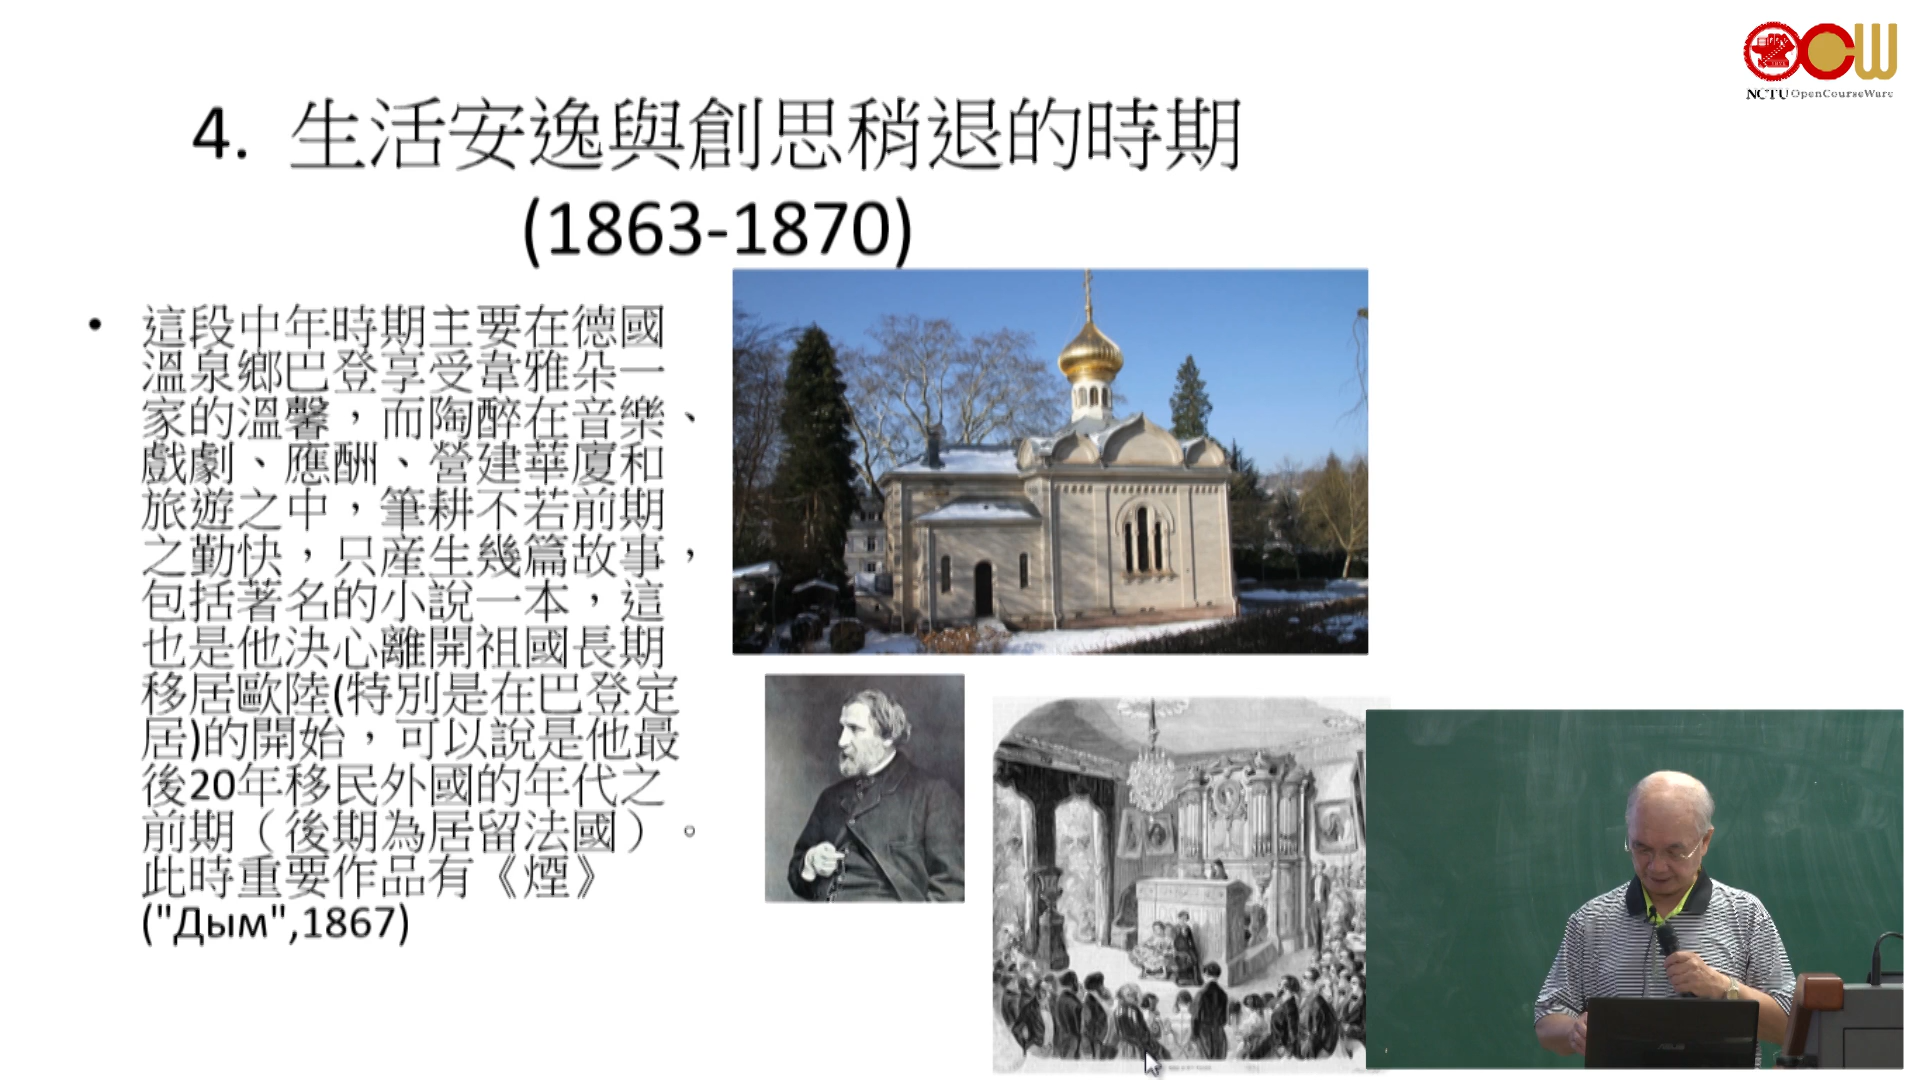 NCTU OpenCourseWare
4. 生活安逸與創思稍退的時期
(1863-1870)
• 這段中年時期主要在德國
溫泉鄉巴登享受韋雅朵一
家的溫馨，而陶醉在音樂、
戲劇、應酬、營建華廈和
旅遊之中，筆耕不若前期
之勤快，只產生幾篇故事，
包括著名的小說一本，這
也是他決心離開祖國長期
移居歐陸(特別是在巴登定
居)的開始，可以說是他最
後20年移民外國的年代之
前期（後期為居留法國）。
此時重要作品有《煙》
("Дым",1867)